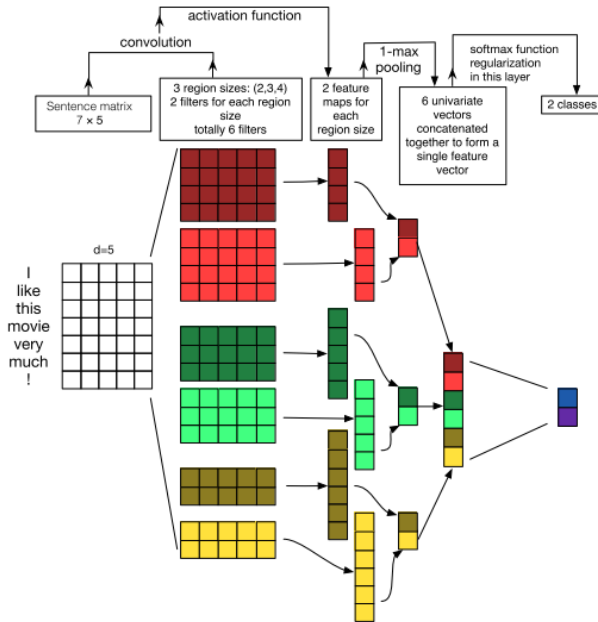 activation function
convolution
1-max
pooling
softmax function
regularization
in this layer
Sentence matrix
7 × 5
3 region sizes: (2,3,4)
2 filters for each region
size
totally 6 filters
2 feature
maps for
each
region size
6 univariate
vectors
concatenated
together to form a
single feature
vector
2 classes
d=5
I
like
this
movie
very
much
!